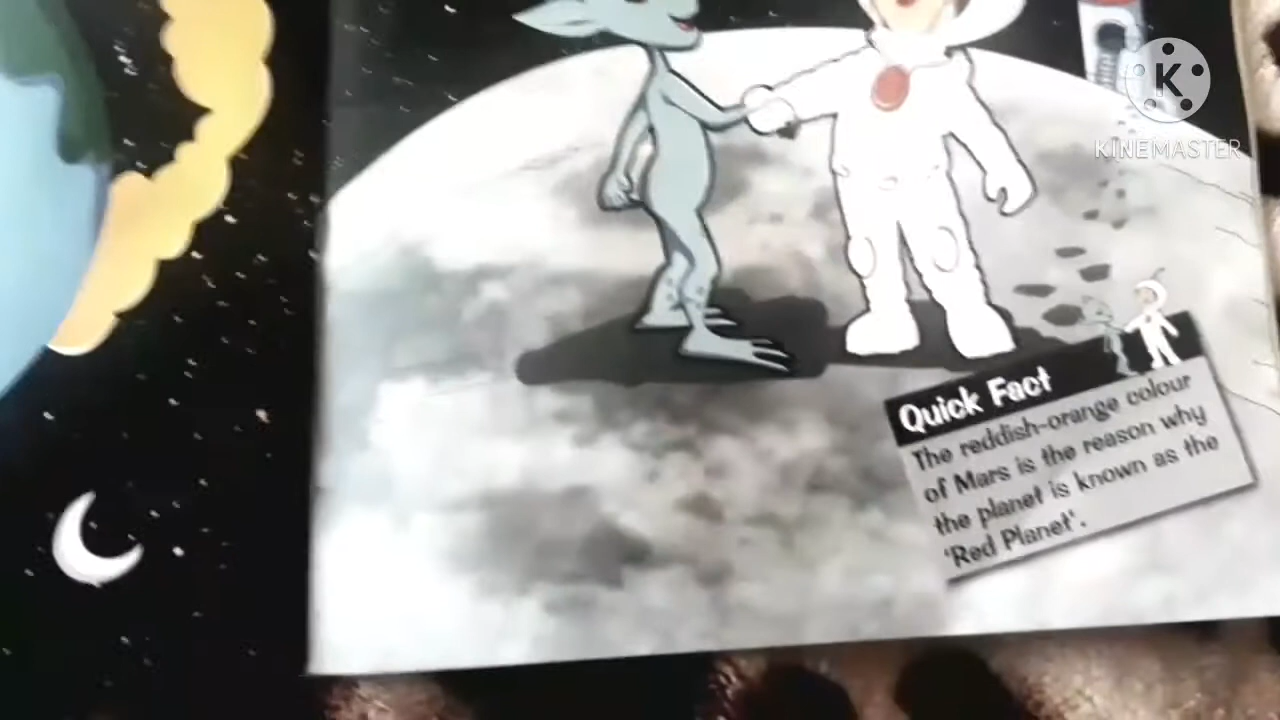 K
KINEMASTER
Quick Fact
The reddish-orange colour
of Mars is the reason why
the planet is known as the
'Red Planet'.